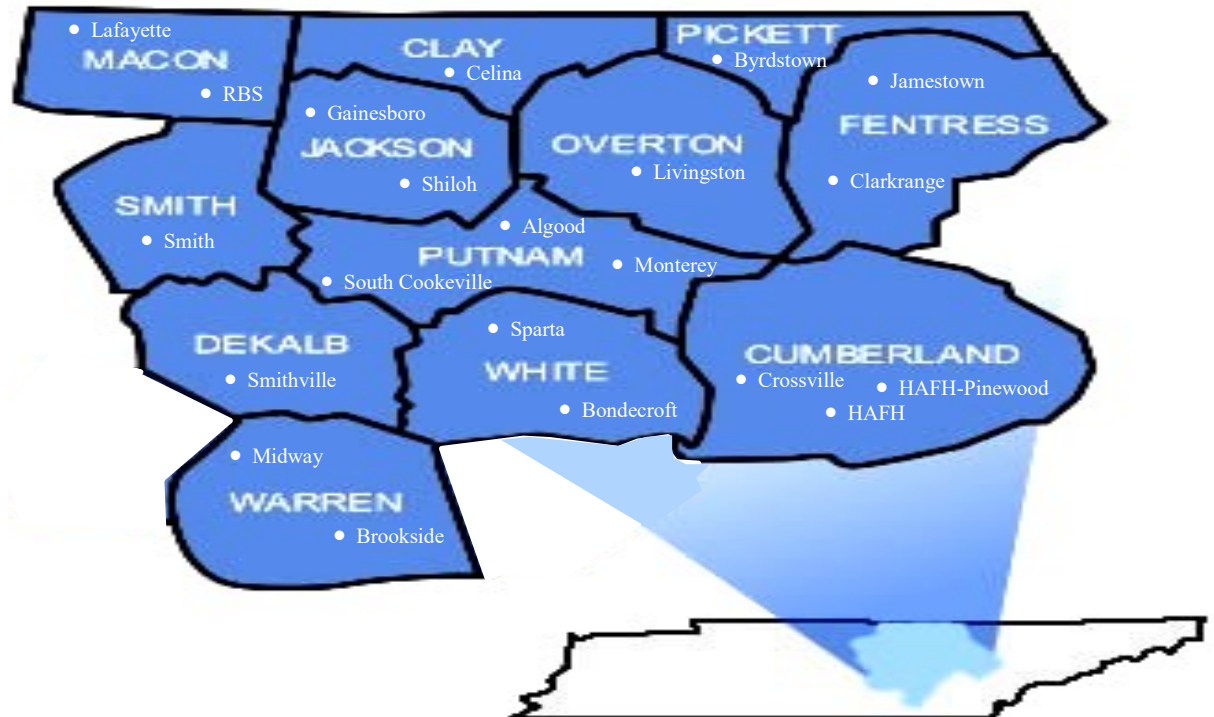 Lafayette
MACON
RBS
CLAY
Celina
PICKETT
Byrdstown
Jamestown
FENTRESS
Clarkrange
Gainesboro
JACKSON
Shiloh
OVERTON
Livingston
SMITH
Smith
Algood
PUTNAM
Monterey
South Cookeville
DEKALB
Smithville
Sparta
WHITE
Bondecroft
CUMBERLAND
Crossville
HAFH-Pinewood
HAFH
Midway
WARREN
Brookside